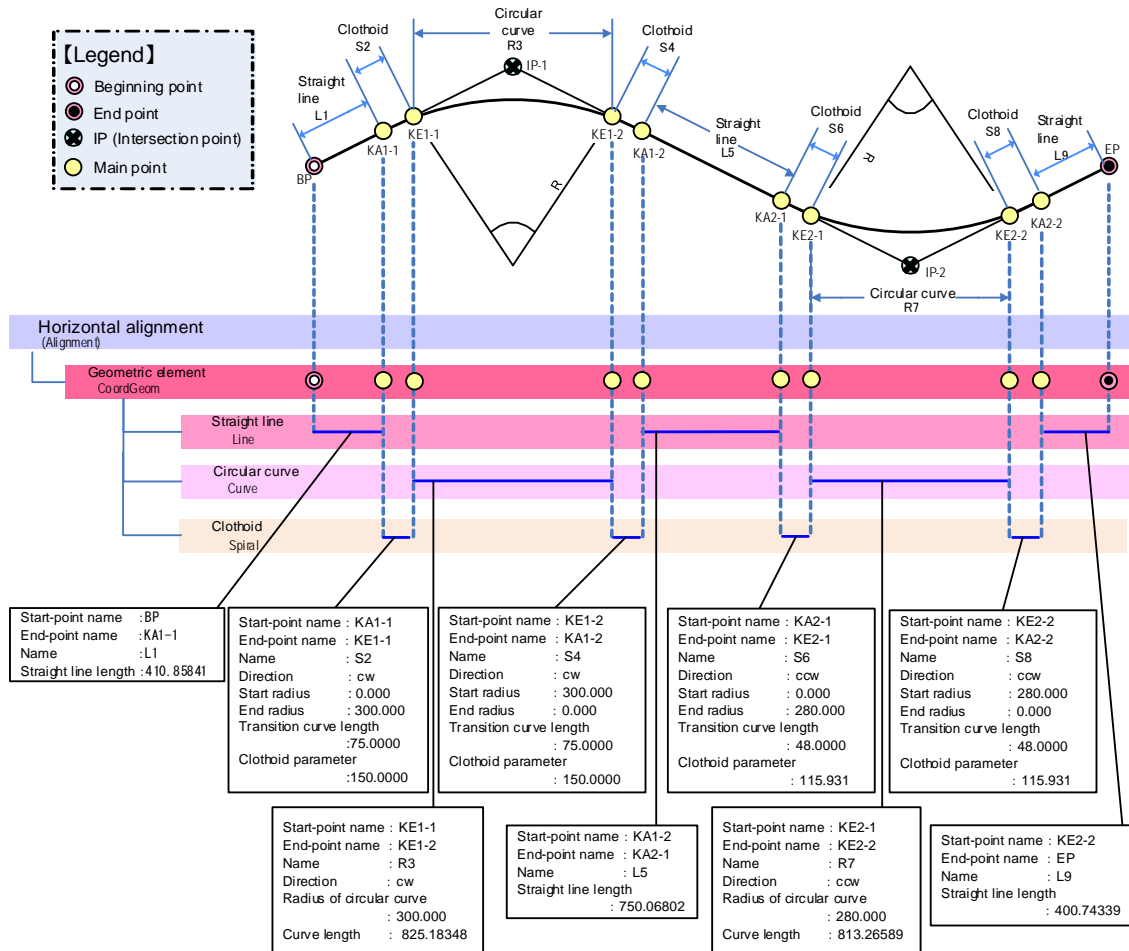 【Legend】
Beginning point
End point
IP (Intersection point)
Main point
Straight
line
L1
Clothoid
S2
Circular
curve
R3
IP-1
Clothoid
S4
Straight
line
L5
Clothoid
S6
Clothoid
S8
Straight
line
L9
BP
KA1-1
KE1-1
R
KE1-2
KA1-2
KA2-1
KE2-1
R
IP-2
KE2-2
KA2-2
EP
Circular curve
R7
Horizontal alignment
(Alignment)
Geometric element
CoordGeom
Straight line
Line
Circular curve
Curve
Clothoid
Spiral
Start-point name :BP
End-point name :KA1-1
Name :L1
Straight line length :410.85841
Start-point name : KA1-1
End-point name : KE1-1
Name : S2
Direction : cw
Start radius : 0.000
End radius : 300.000
Transition curve length
:75.0000
Clothoid parameter
:150.0000
Start-point name : KE1-2
End-point name : KA1-2
Name : S4
Direction : cw
Start radius : 300.000
End radius : 0.000
Transition curve length
: 75.0000
Clothoid parameter
: 150.0000
Start-point name : KA2-1
End-point name : KE2-1
Name : S6
Direction : ccw
Start radius : 0.000
End radius : 280.000
Transition curve length
: 48.0000
Clothoid parameter
: 115.931
Start-point name : KE2-2
End-point name : KA2-2
Name : S8
Direction : ccw
Start radius : 280.000
End radius : 0.000
Transition curve length
: 48.0000
Clothoid parameter
: 115.931
Start-point name : KE1-1
End-point name : KE1-2
Name : R3
Direction : cw
Radius of circular curve
: 300.000
Curve length : 825.18348
Start-point name : KA1-2
End-point name : KA2-1
Name : L5
Straight line length
: 750.06802
Start-point name : KE2-1
End-point name : KE2-2
Name : R7
Direction : ccw
Radius of circular curve
: 280.000
Curve length : 813.26589
Start-point name : KE2-2
End-point name : EP
Name : L9
Straight line length
: 400.74339